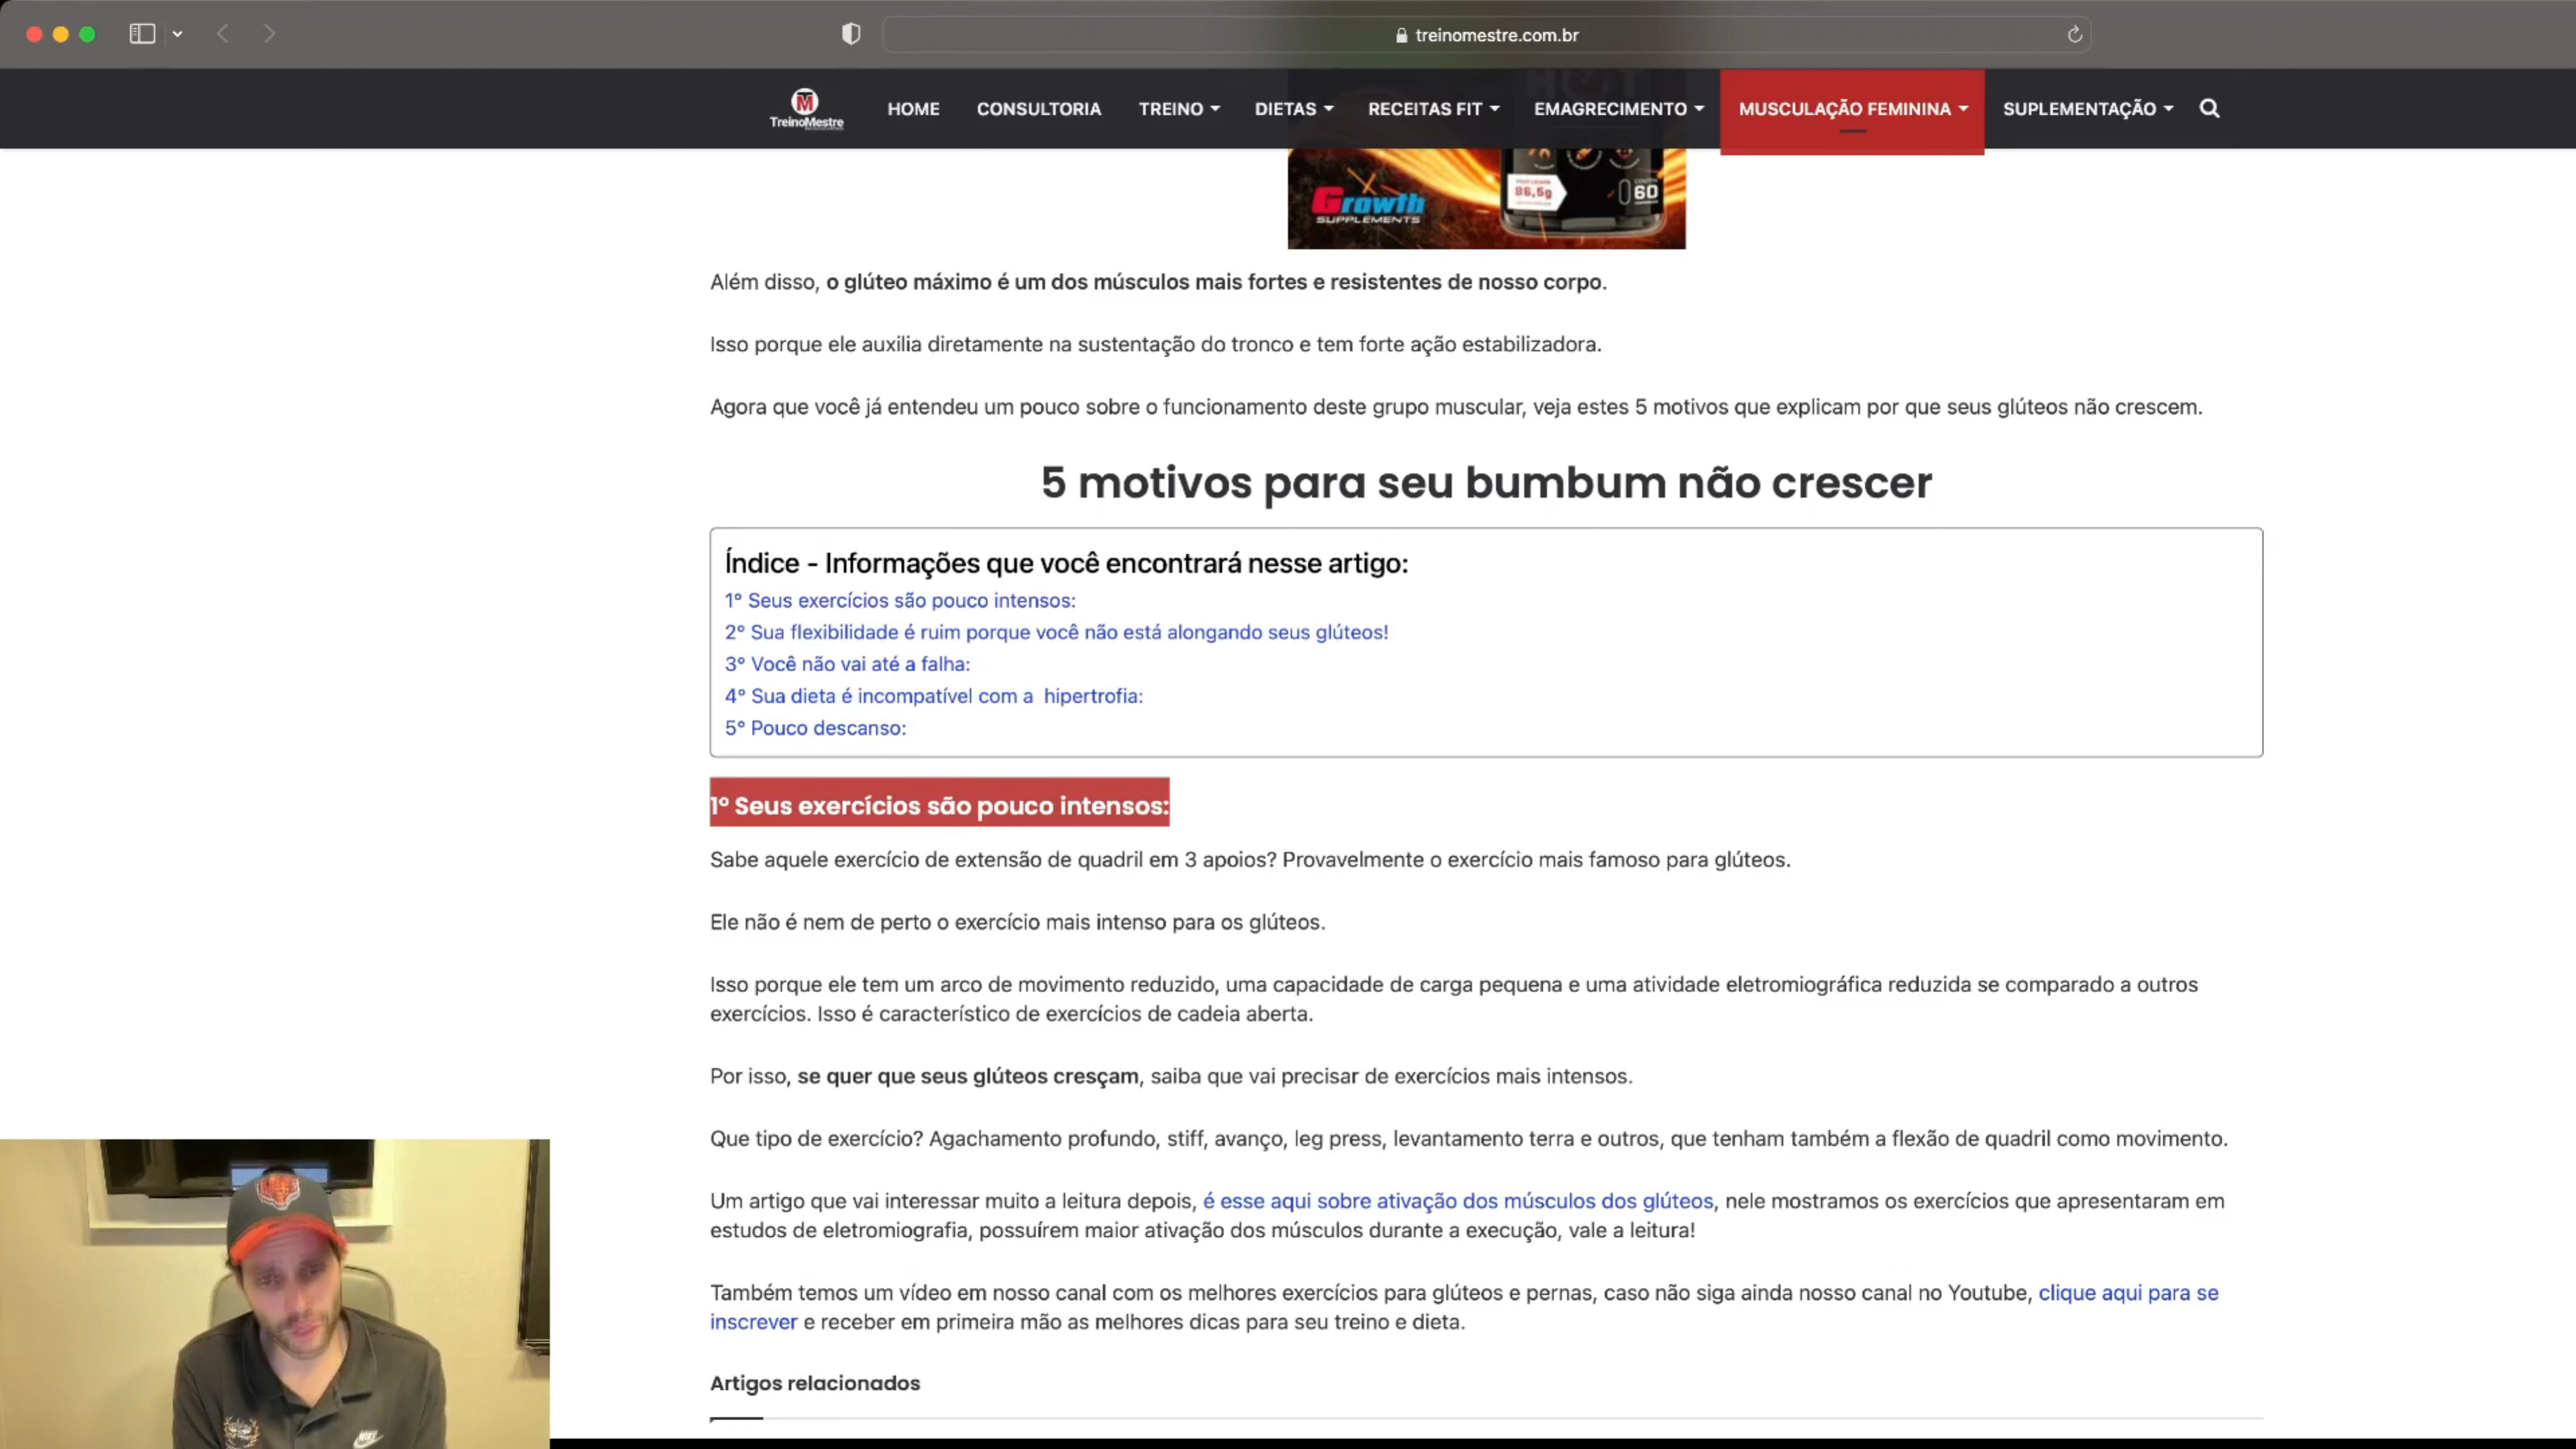 treinomestre.com.br
HOT
TM
TreinoMestre
HOME
CONSULTORIA
TREINO
DIETAS
RECEITAS FIT
EMAGRECIMENTO
MUSCULAÇÃO FEMININA
SUPLEMENTAÇÃO
Growth
SUPPLEMENTS
86,5g
60
Além disso, o glúteo máximo é um dos músculos mais fortes e resistentes de nosso corpo.
Isso porque ele auxilia diretamente na sustentação do tronco e tem forte ação estabilizadora.
Agora que você já entendeu um pouco sobre o funcionamento deste grupo muscular, veja estes 5 motivos que explicam por que seus glúteos não crescem.
5 motivos para seu bumbum não crescer
Índice - Informações que você encontrará nesse artigo:
1° Seus exercícios são pouco intensos:
2° Sua flexibilidade é ruim porque você não está alongando seus glúteos!
3° Você não vai até a falha:
4° Sua dieta é incompatível com a hipertrofia:
5° Pouco descanso:
1° Seus exercícios são pouco intensos:
Sabe aquele exercício de extensão de quadril em 3 apoios? Provavelmente o exercício mais famoso para glúteos.
Ele não é nem de perto o exercício mais intenso para os glúteos.
Isso porque ele tem um arco de movimento reduzido, uma capacidade de carga pequena e uma atividade eletromiográfica reduzida se comparado a outros
exercícios. Isso é característico de exercícios de cadeia aberta.
Por isso, se quer que seus glúteos cresçam, saiba que vai precisar de exercícios mais intensos.
Que tipo de exercício? Agachamento profundo, stiff, avanço, leg press, levantamento terra e outros, que tenham também a flexão de quadril como movimento.
Um artigo que vai interessar muito a leitura depois, é esse aqui sobre ativação dos músculos dos glúteos, nele mostramos os exercícios que apresentaram em
estudos de eletromiografia, possuírem maior ativação dos músculos durante a execução, vale a leitura!
Também temos um vídeo em nosso canal com os melhores exercícios para glúteos e pernas, caso não siga ainda nosso canal no Youtube, clique aqui para se
inscrever e receber em primeira mão as melhores dicas para seu treino e dieta.
Artigos relacionados
NIKE